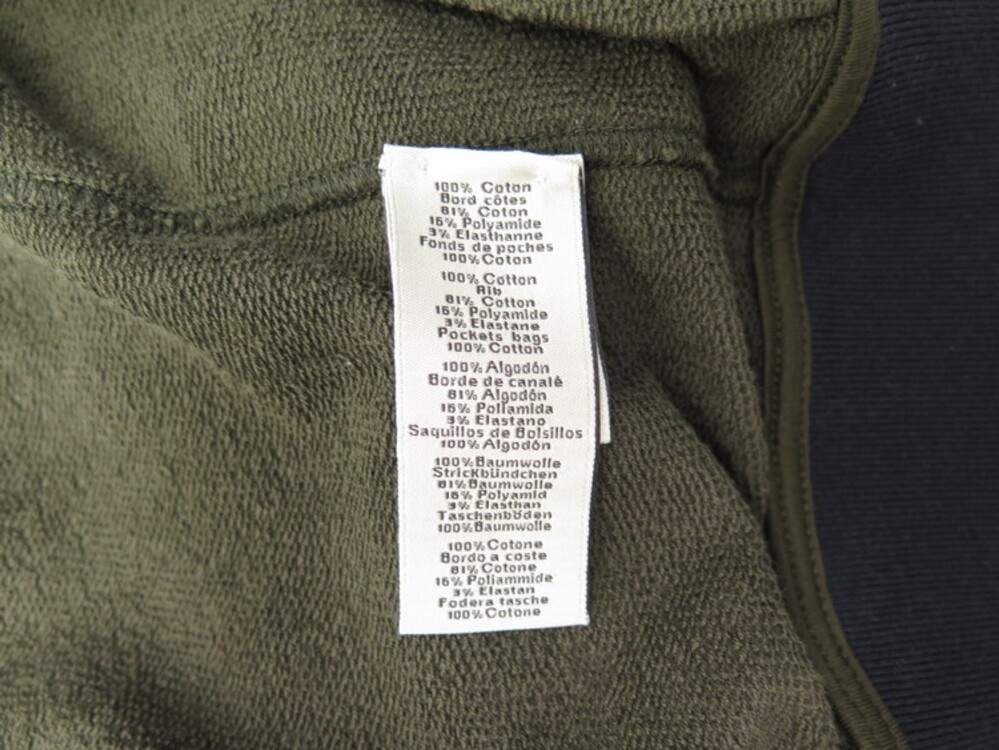 100% Coton
Bord côtes
81% Coton
16% Polyamide
3% Elasthanne
Fonds de poches
100% Coton
100% Cotton
Rib
81% Cotton
16% Polyamide
3% Elastane
Pockets bags
100% Cotton
100% Algodón
Borde de canalé
81% Algodón
16% Poliamida
3% Elastano
Saquillos de Bolsillos
100% Algodón
100% Baumwolle
Strickbündchen
81% Baumwolle
16% Polyamid
3% Elasthan
Taschenböden
100% Baumwolle
100% Cotone
Bordo a coste
81% Cotone
16% Poliammide
3% Elastan
Fodera tasche
100% Cotone